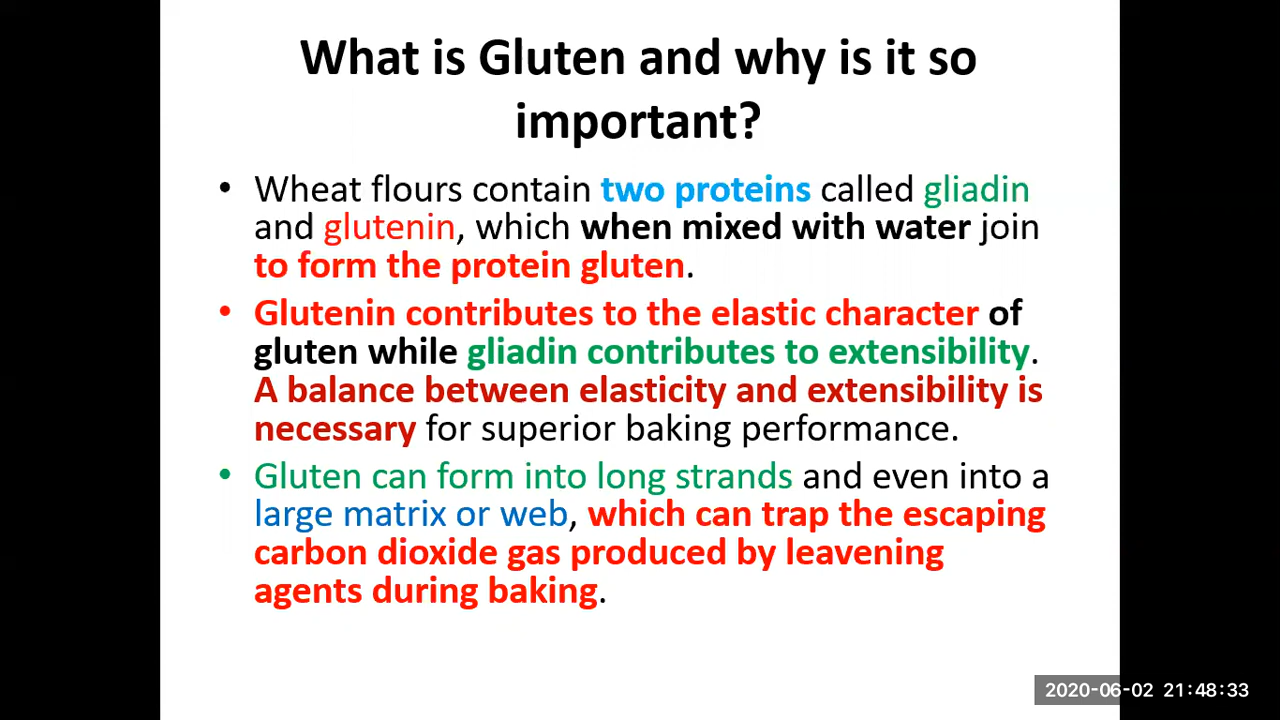 What is Gluten and why is it so
important?
• Wheat flours contain two proteins called gliadin
and glutenin, which when mixed with water join
to form the protein gluten.
• Glutenin contributes to the elastic character of
gluten while gliadin contributes to extensibility.
A balance between elasticity and extensibility is
necessary for superior baking performance.
• Gluten can form into long strands and even into a
large matrix or web, which can trap the escaping
carbon dioxide gas produced by leavening
agents during baking.
2020-06-02 21:48:33